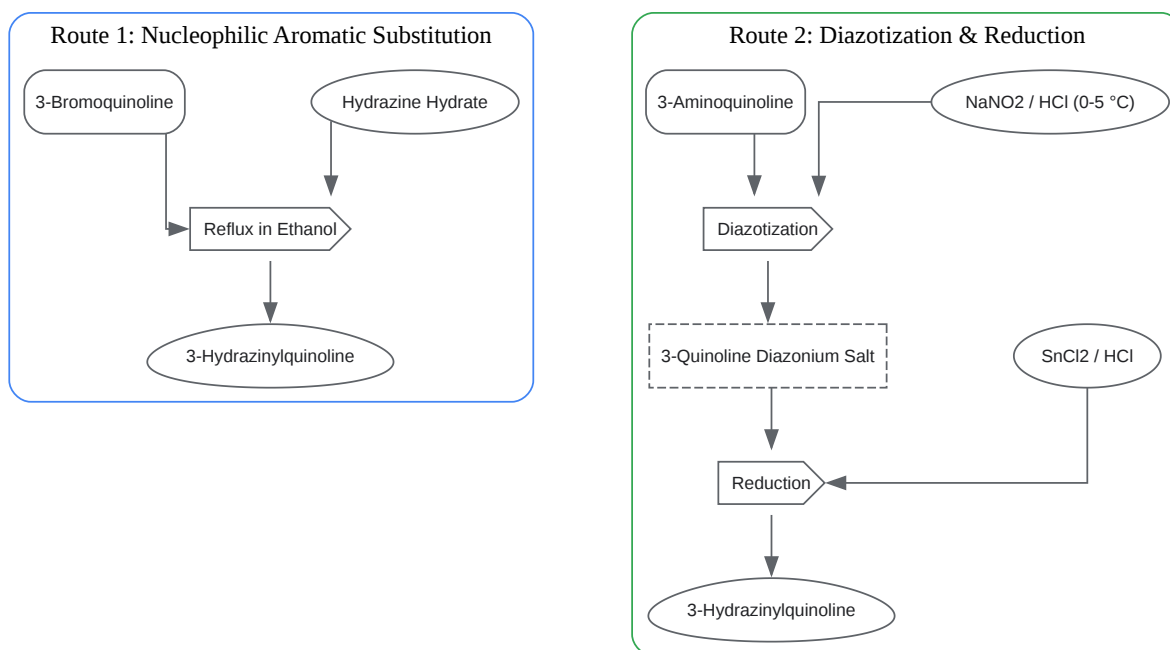 Route 1: Nucleophilic Aromatic Substitution
3-Bromoquinoline
Hydrazine Hydrate
Reflux in Ethanol
3-Hydrazinylquinoline
Route 2: Diazotization & Reduction
3-Aminoquinoline
NaNO2 / HCl (0-5 °C)
Diazotization
3-Quinoline Diazonium Salt
SnCl2 / HCl
Reduction
3-Hydrazinylquinoline